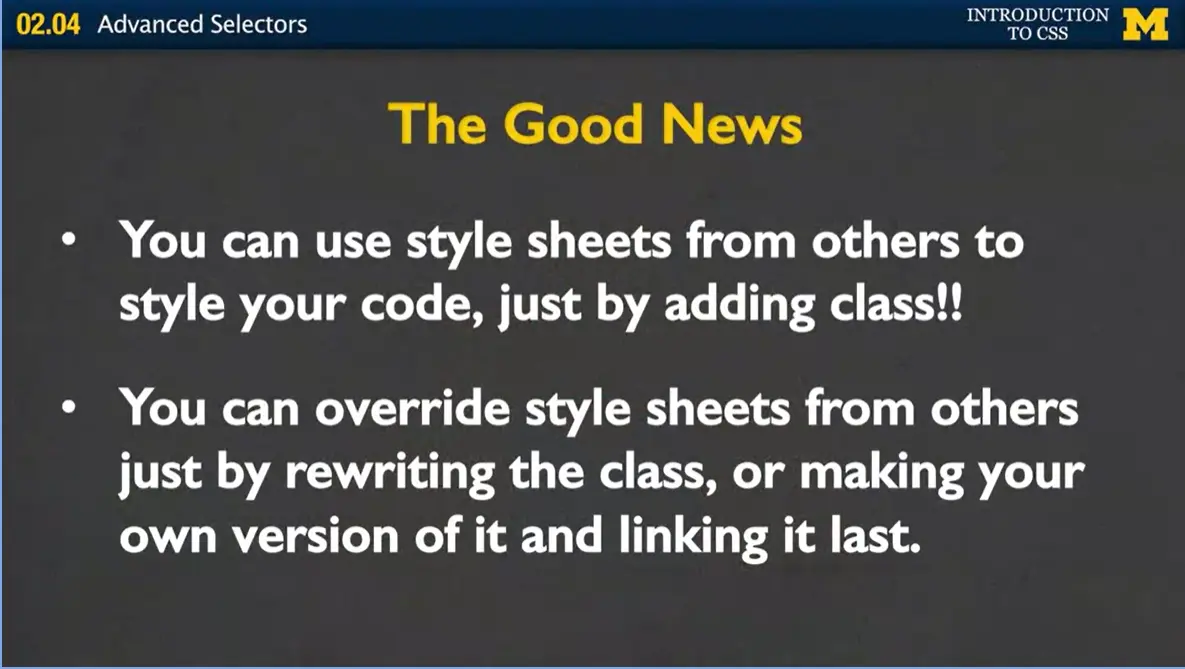 02.04 Advanced Selectors
INTRODUCTION
TO CSS
M
The Good News
• You can use style sheets from others to
style your code, just by adding class!!
• You can override style sheets from others
just by rewriting the class, or making your
own version of it and linking it last.